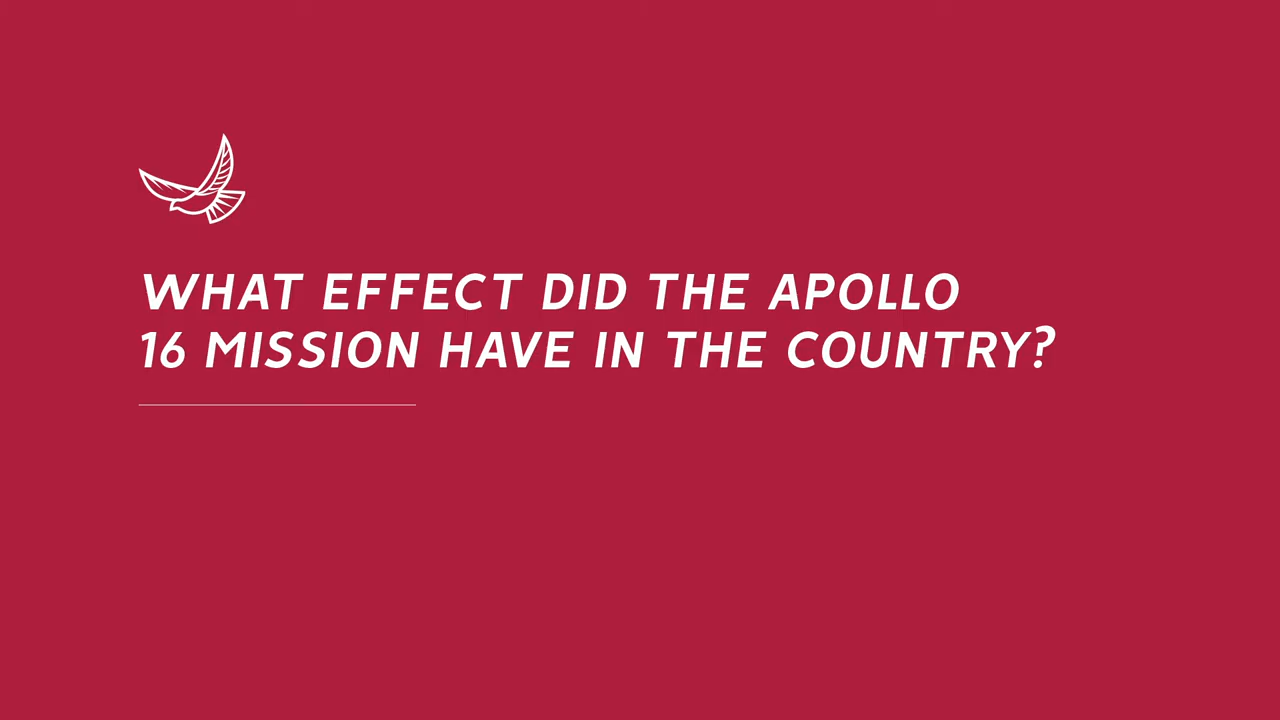 WHAT EFFECT DID THE APOLLO
16 MISSION HAVE IN THE COUNTRY?